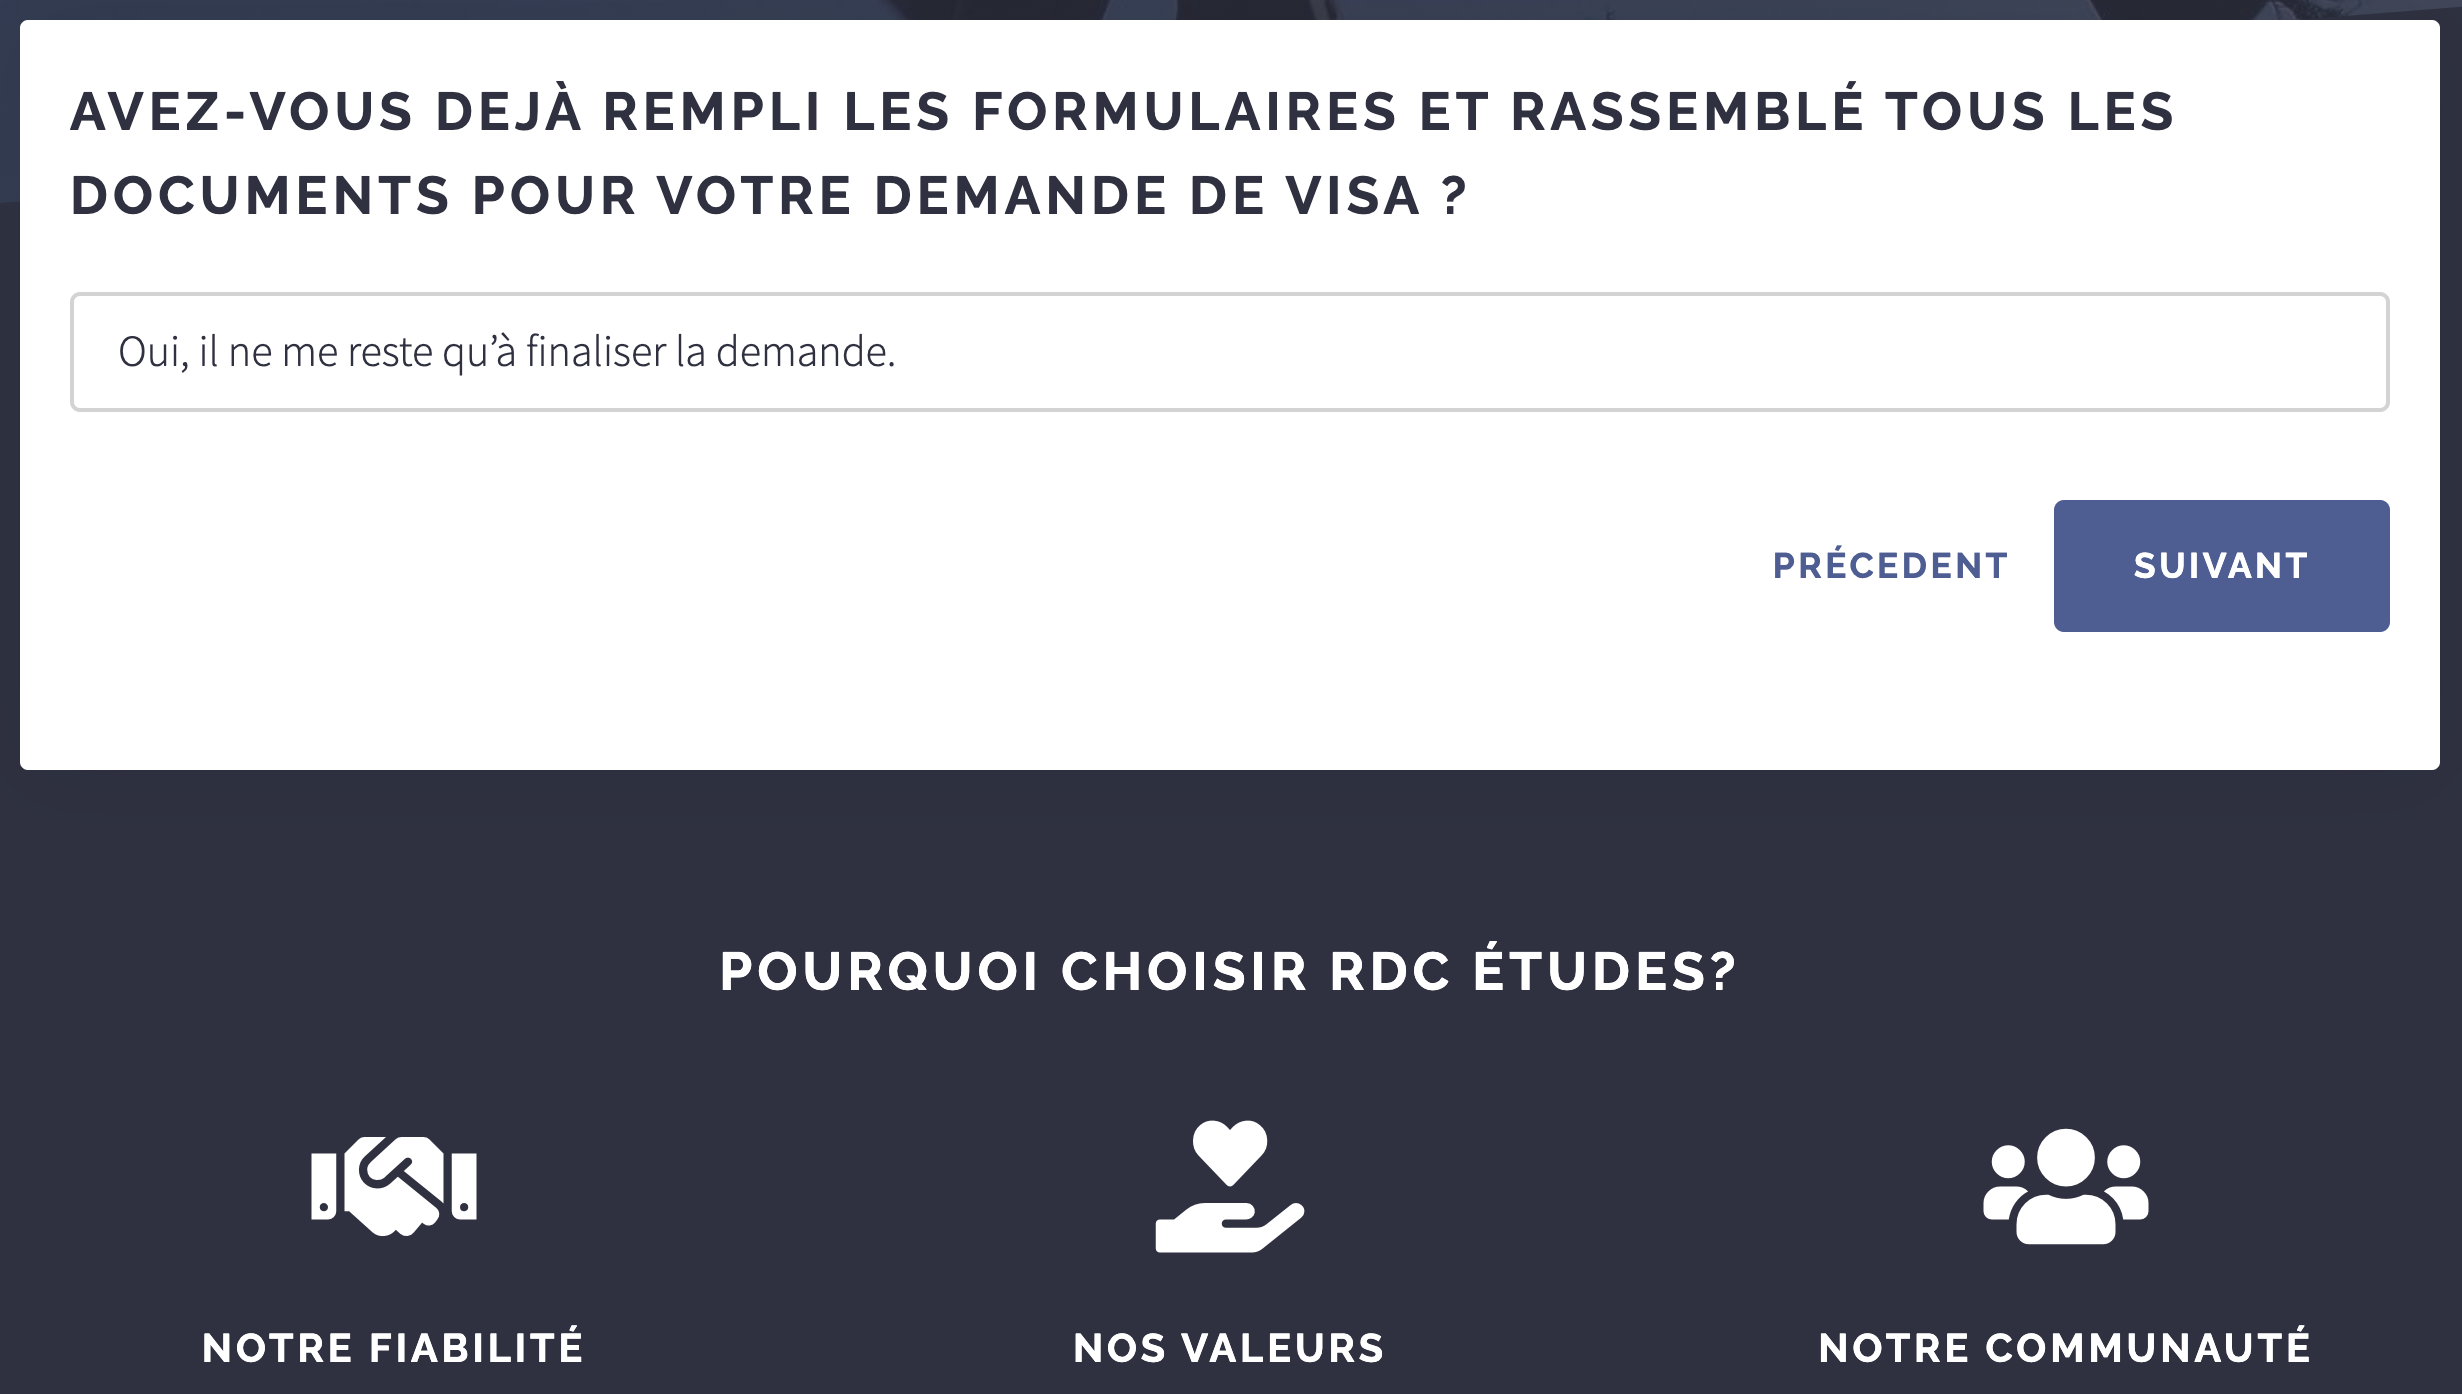 AVEZ-VOUS DEJÀ REMPLI LES FORMULAIRES ET RASSEMBLÉ TOUS LES
DOCUMENTS POUR VOTRE DEMANDE DE VISA ?
Oui, il ne me reste qu’à finaliser la demande.
PRÉCEDENT
SUIVANT
POURQUOI CHOISIR RDC ÉTUDES?
NOTRE FIABILITÉ
NOS VALEURS
NOTRE COMMUNAUTÉ